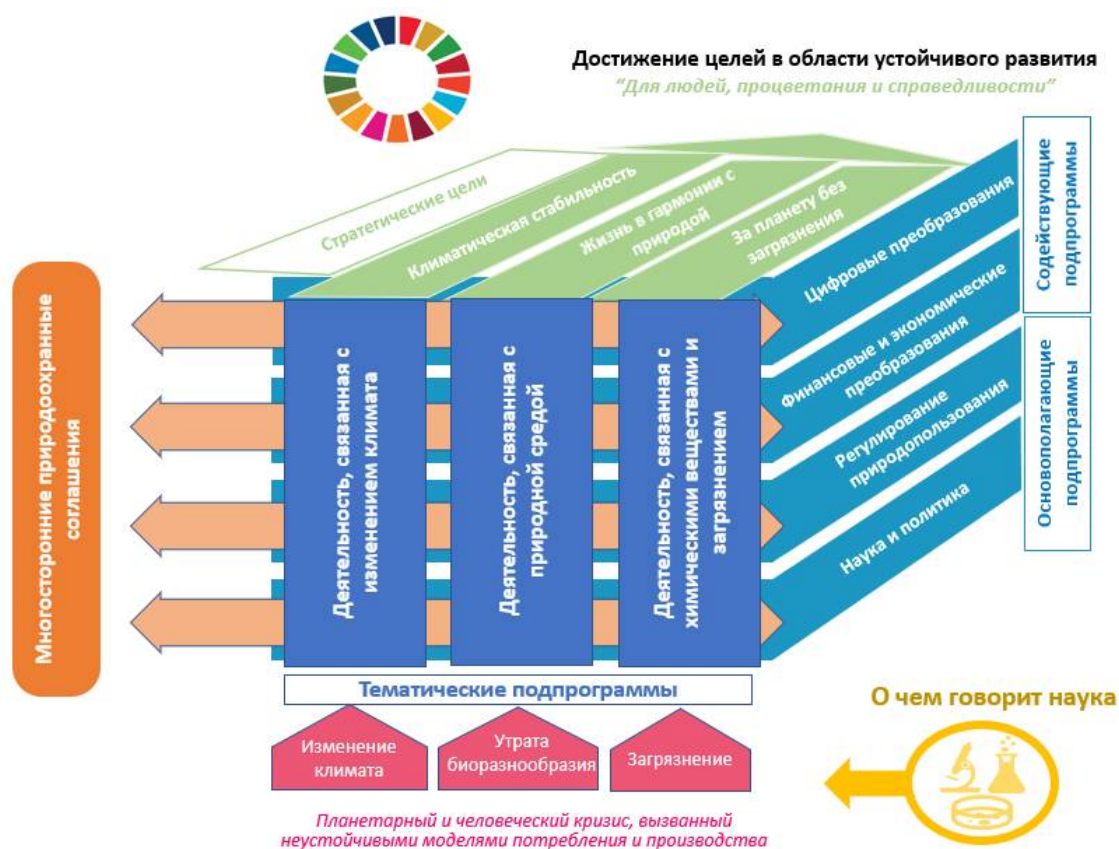 Достижение целей в области устойчивого развития
“Для людей, процветания и справедливости”
Стратегические цели
Климатическая стабильность
Жизнь в гармонии с
природой
За планету без
загрязнения
Цифровые преобразования
Финансовые и экономические
преобразования
Регулирование
природопользования
Наука и политика
Содействующие
подпрограммы
Основополагающие
подпрограммы
Многосторонние природоохранные
соглашения
Деятельность, связанная с
изменением климата
Деятельность, связанная с
природной средой
Деятельность, связанная с
химическими веществами и
загрязнением
Тематические подпрограммы
Изменение
климата
Утрата
биоразнообразия
Загрязнение
Планетарный и человеческий кризис, вызванный
неустойчивыми моделями потребления и производства
О чем говорит наука